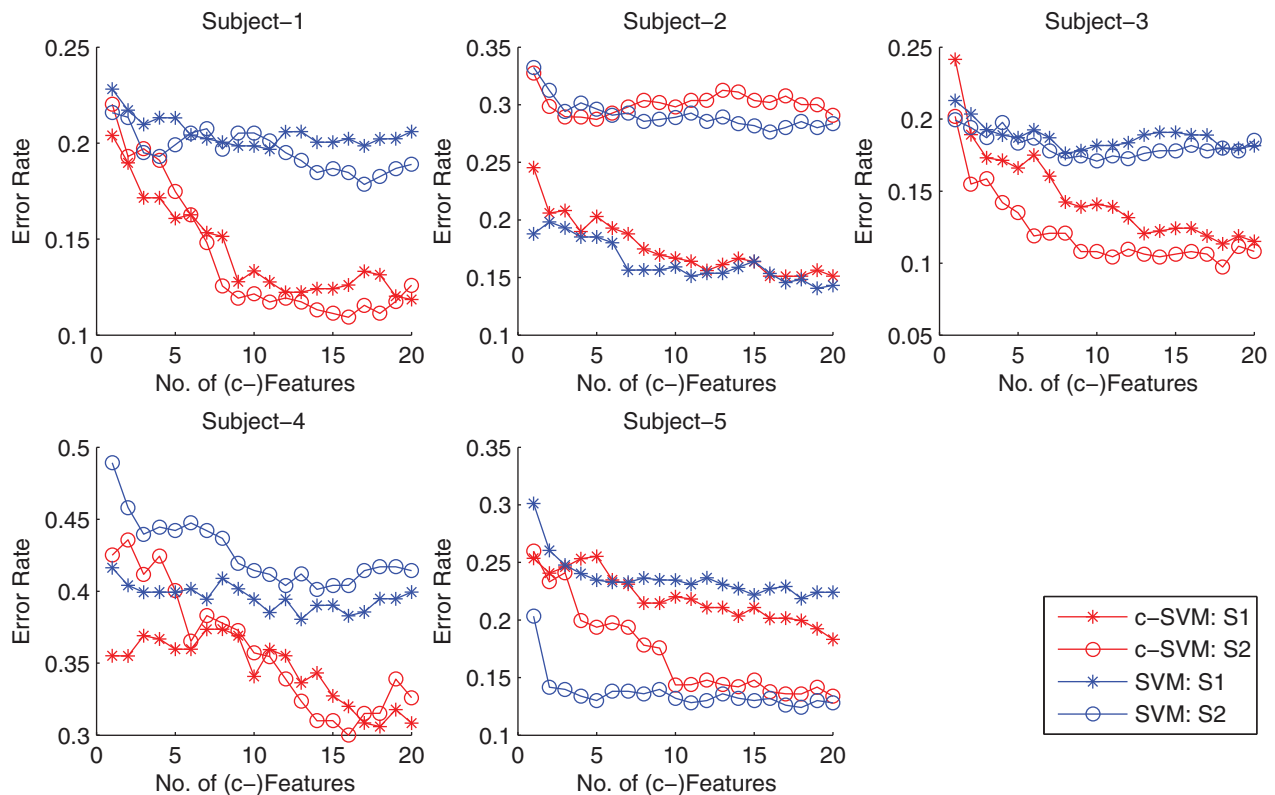 Subject−1
0.25
0.2
0.15
0.1
0 5 10 15 20
Error Rate
No. of (c−)Features
Subject−2
0.35
0.3
0.25
0.2
0.15
0.1
0 5 10 15 20
Error Rate
No. of (c−)Features
Subject−3
0.25
0.2
0.15
0.1
0.05
0 5 10 15 20
Error Rate
No. of (c−)Features
Subject−4
0.5
0.45
0.4
0.35
0.3
0 5 10 15 20
Error Rate
No. of (c−)Features
Subject−5
0.35
0.3
0.25
0.2
0.15
0.1
0 5 10 15 20
Error Rate
No. of (c−)Features
c−SVM: S1
c−SVM: S2
SVM: S1
SVM: S2